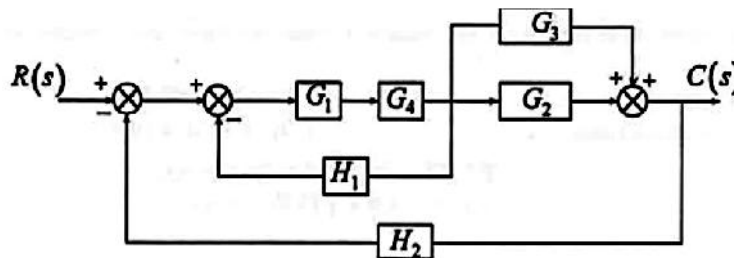 G₃
R(s) + − + − G₁ G₄ G₂ + + C(s)
H₁
H₂